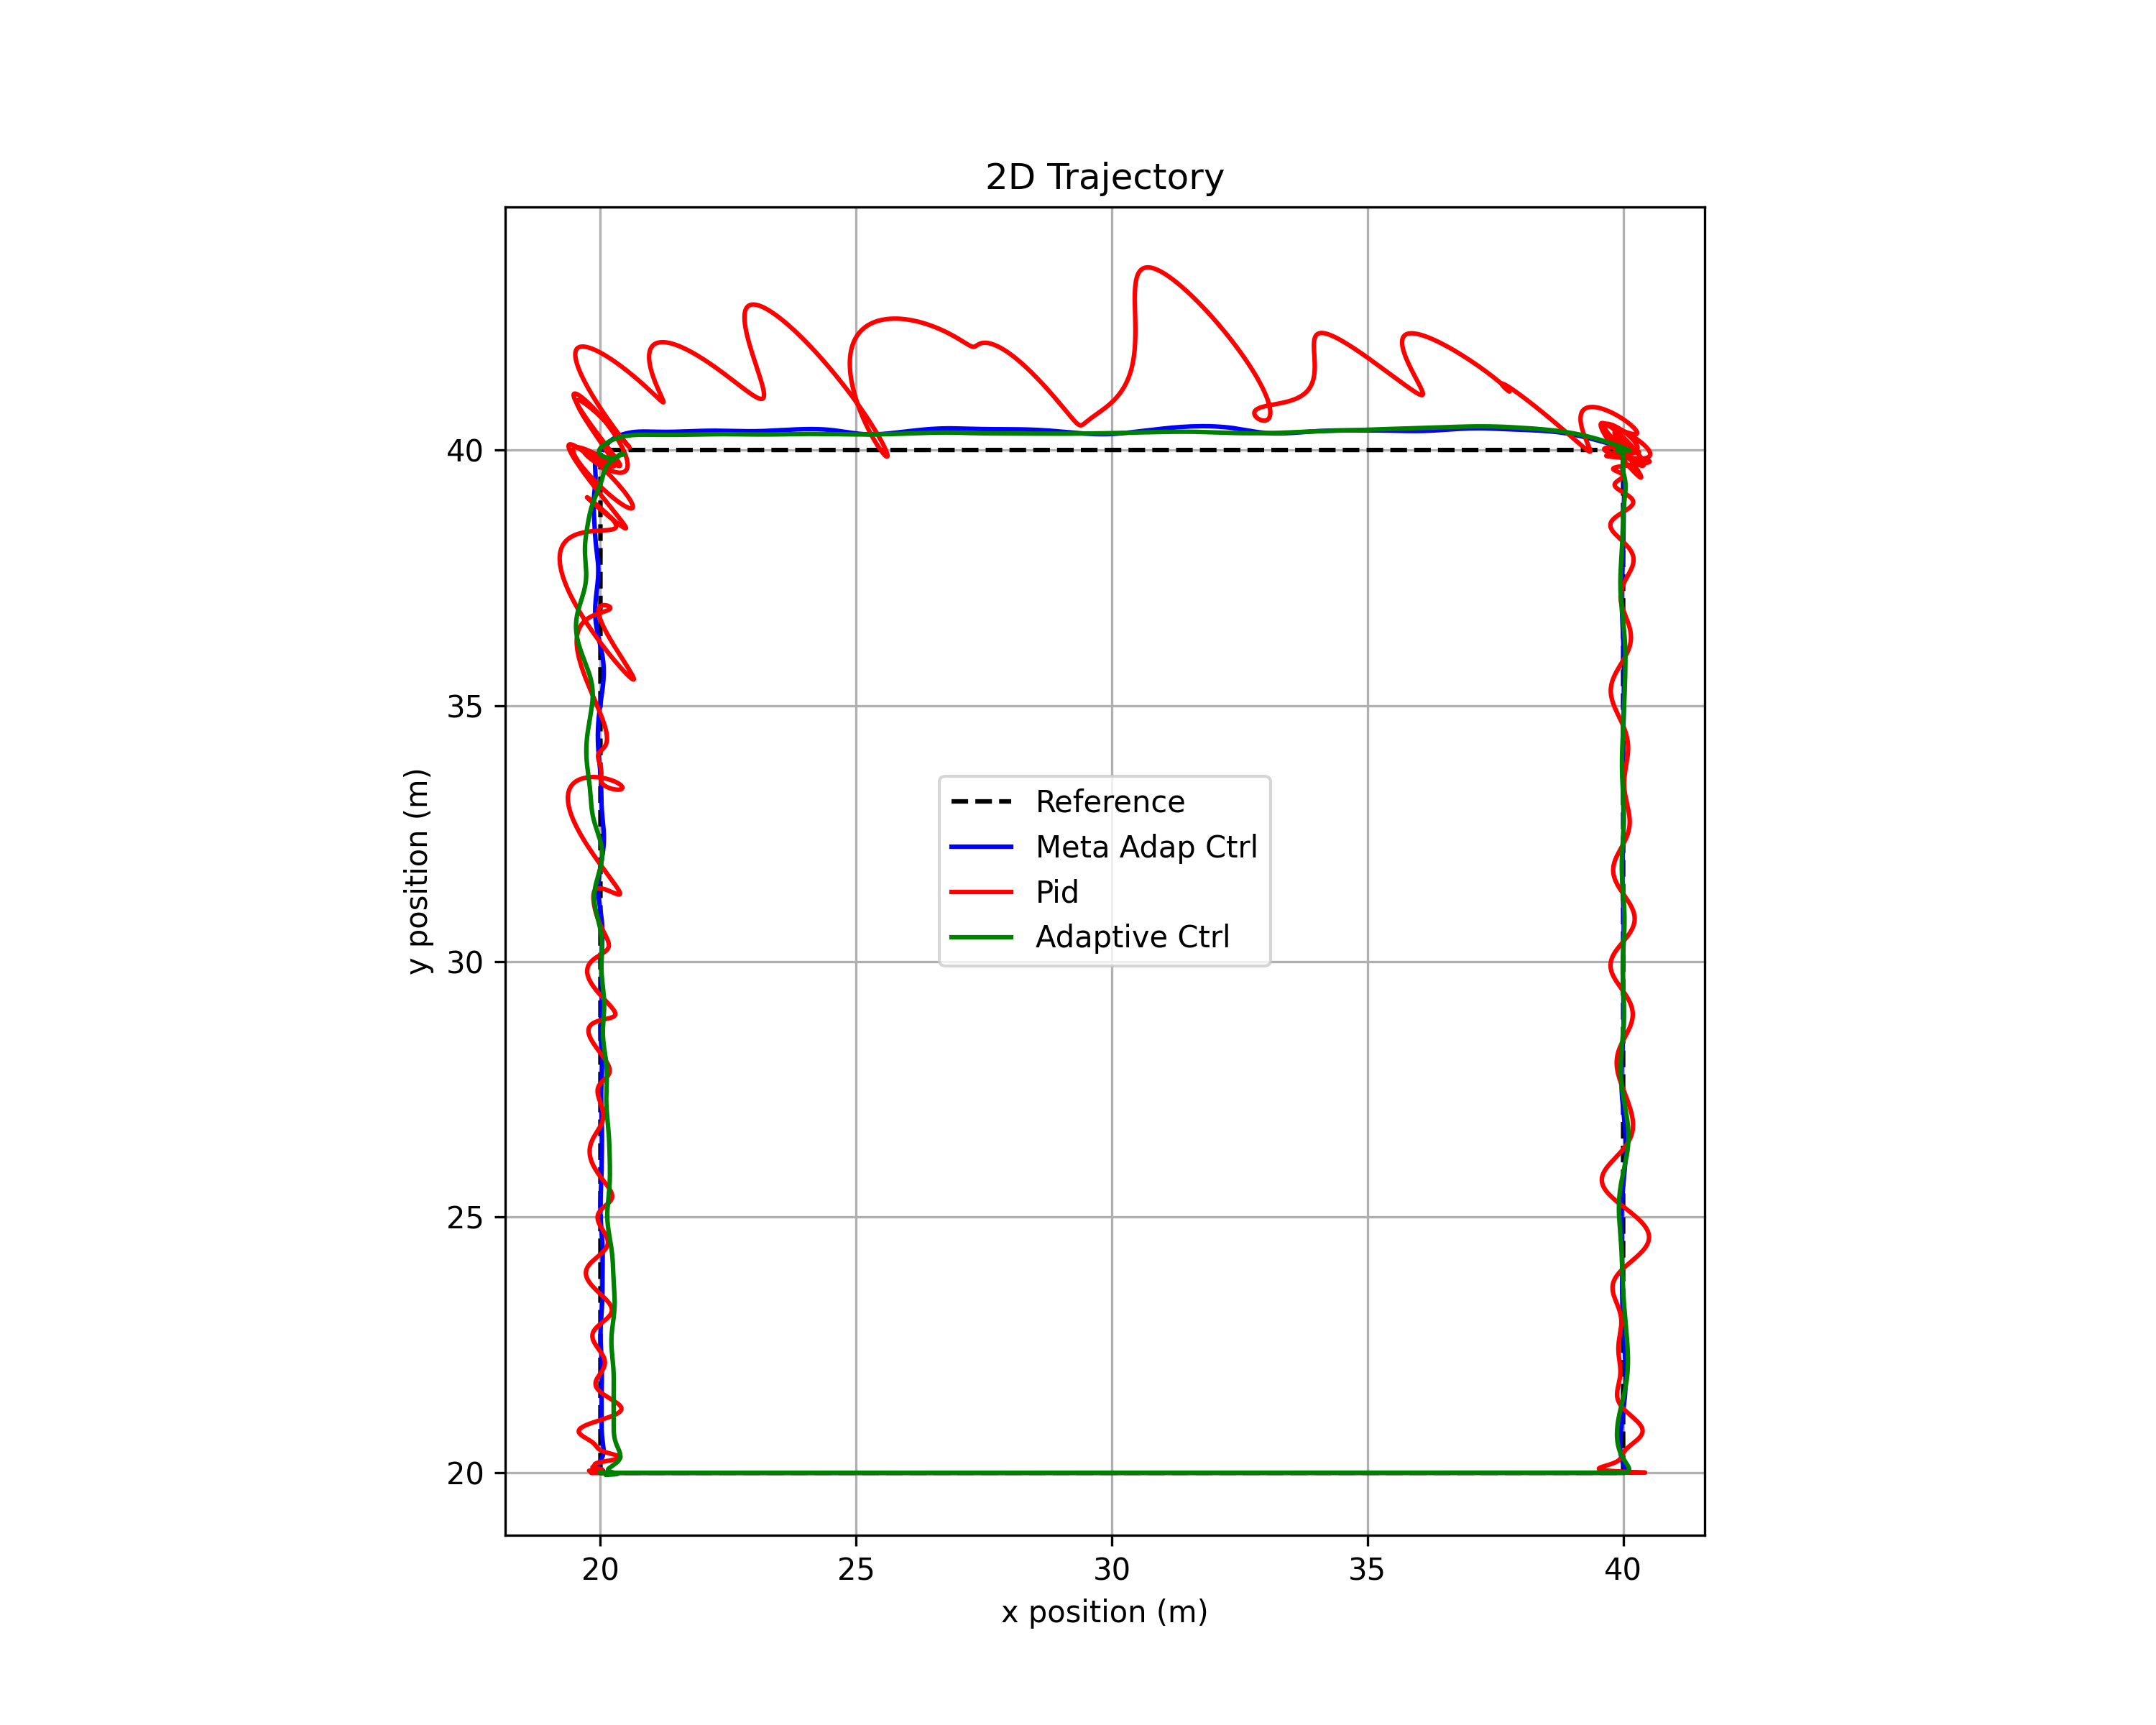 2D Trajectory
40
35
30
25
20
y position (m)
Reference
Meta Adap Ctrl
Pid
Adaptive Ctrl
20 25 30 35 40
x position (m)